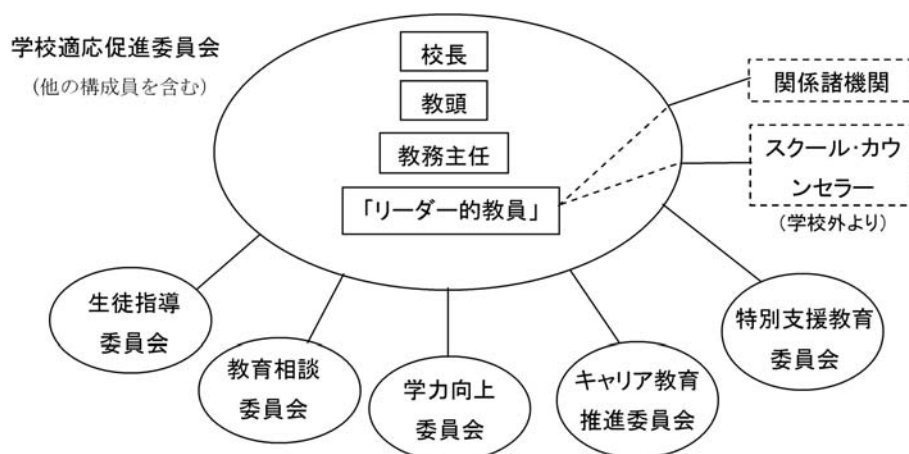 学校適応促進委員会
(他の構成員を含む)
校長
教頭
教務主任
「リーダー的教員」
関係諸機関
スクール・カウ
ンセラー
(学校外より)
生徒指導
委員会
教育相談
委員会
学力向上
委員会
キャリア教育
推進委員会
特別支援教育
委員会